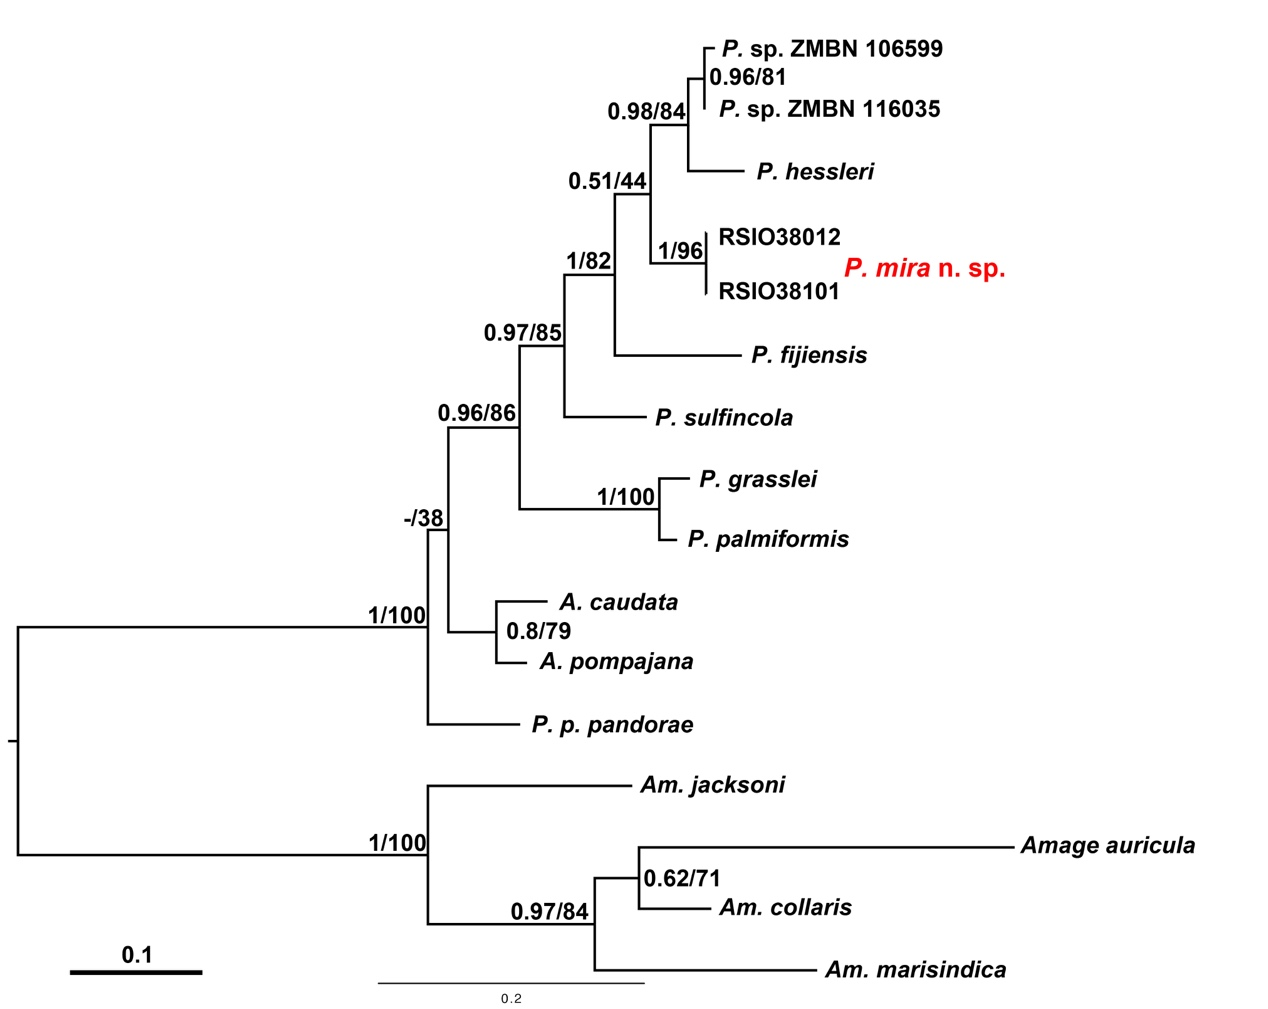 P. sp. ZMBN 106599
0.96/81
P. sp. ZMBN 116035
0.98/84
P. hessleri
0.51/44
RSIO38012
1/96
P. mira n. sp.
1/82
RSIO38101
0.97/85
P. fijiensis
0.96/86
P. sulfincola
P. grasslei
1/100
-/38
P. palmiformis
A. caudata
1/100
0.8/79
A. pompajana
P. p. pandorae
Am. jacksoni
1/100
Amage auricula
0.62/71
0.97/84
Am. collaris
0.1
Am. marisindica
0.2